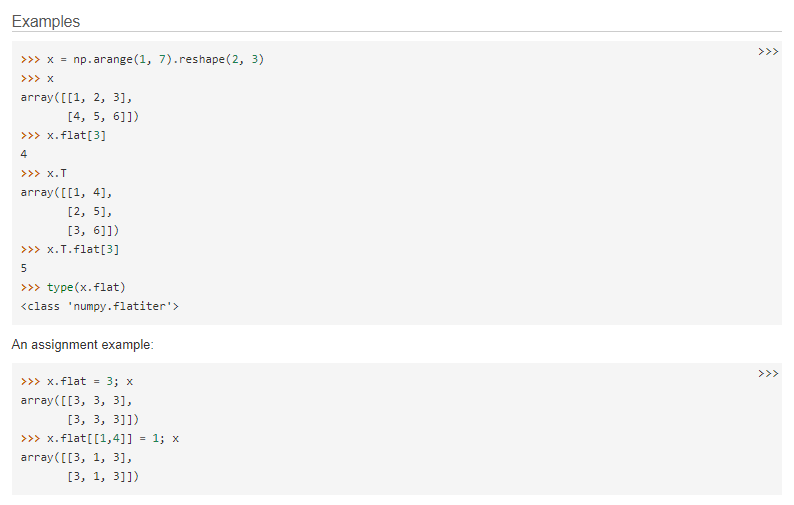 Examples
>>>
>>> x = np.arange(1, 7).reshape(2, 3)
>>> x
array([[1, 2, 3],
       [4, 5, 6]])
>>> x.flat[3]
4
>>> x.T
array([[1, 4],
       [2, 5],
       [3, 6]])
>>> x.T.flat[3]
5
>>> type(x.flat)
<class 'numpy.flatiter'>
An assignment example:
>>>
>>> x.flat = 3; x
array([[3, 3, 3],
       [3, 3, 3]])
>>> x.flat[[1,4]] = 1; x
array([[3, 1, 3],
       [3, 1, 3]])